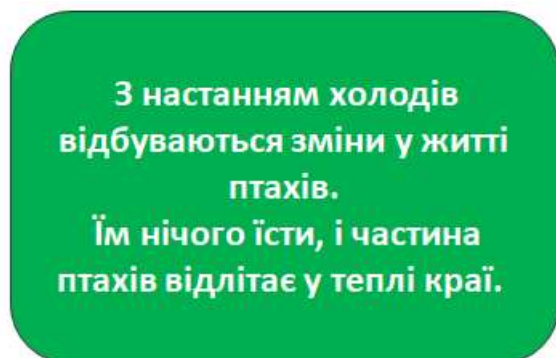 З настанням холодів
відбуваються зміни у житті
птахів.
Їм нічого їсти, і частина
птахів відлітає у теплі краї.